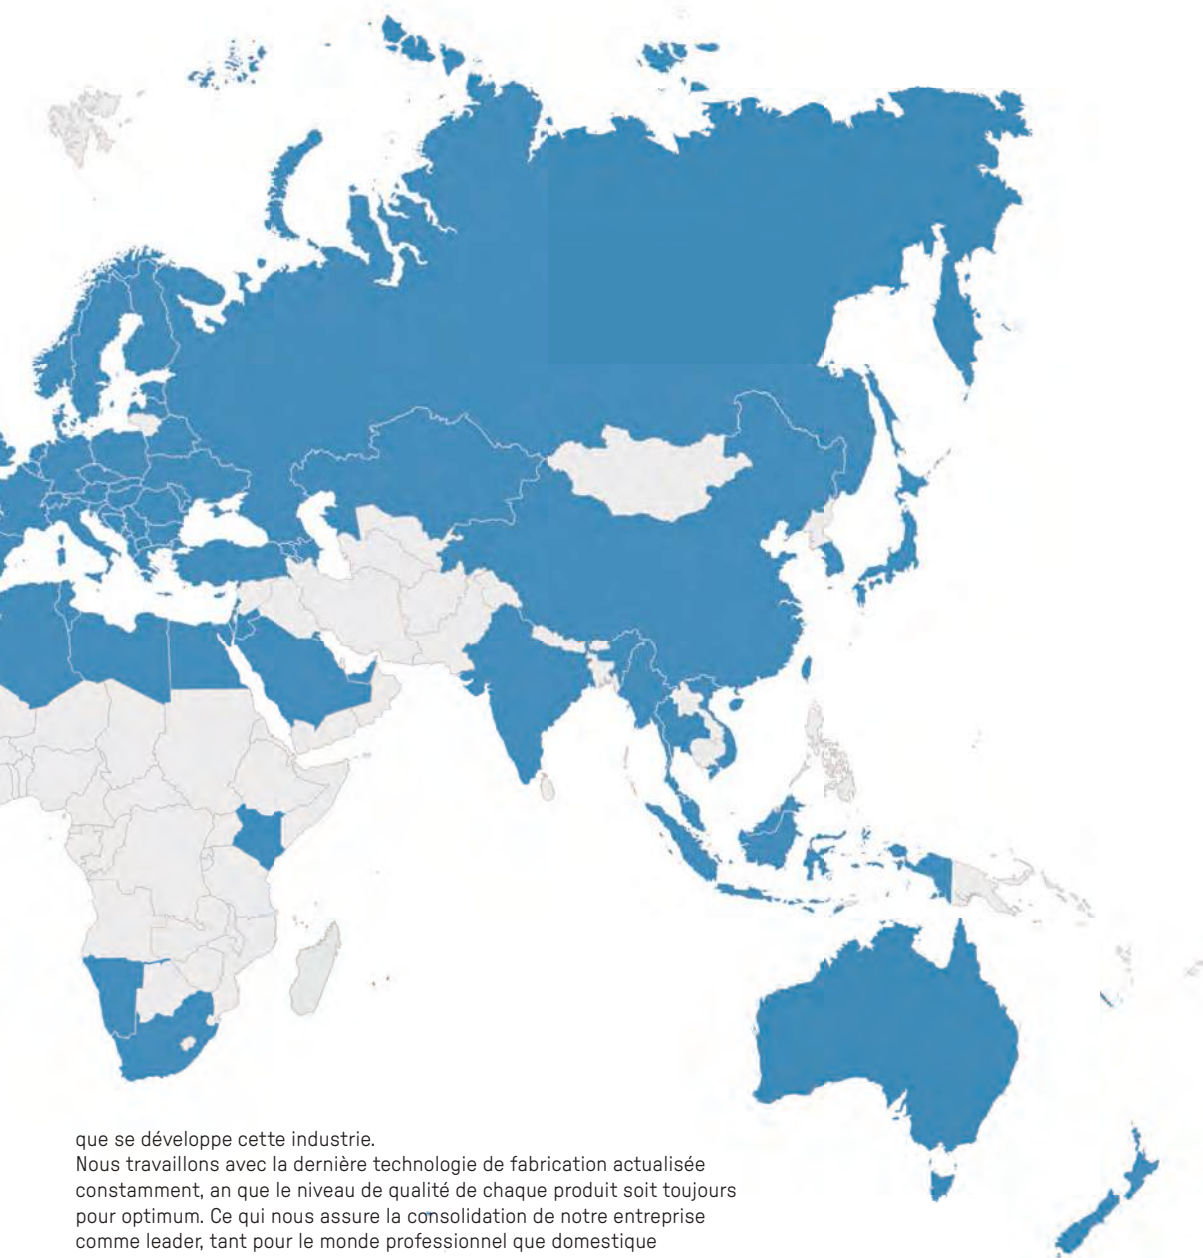 que se développe cette industrie.
Nous travaillons avec la dernière technologie de fabrication actualisée
constamment, an que le niveau de qualité de chaque produit soit toujours
pour optimum. Ce qui nous assure la consolidation de notre entreprise
comme leader, tant pour le monde professionnel que domestique